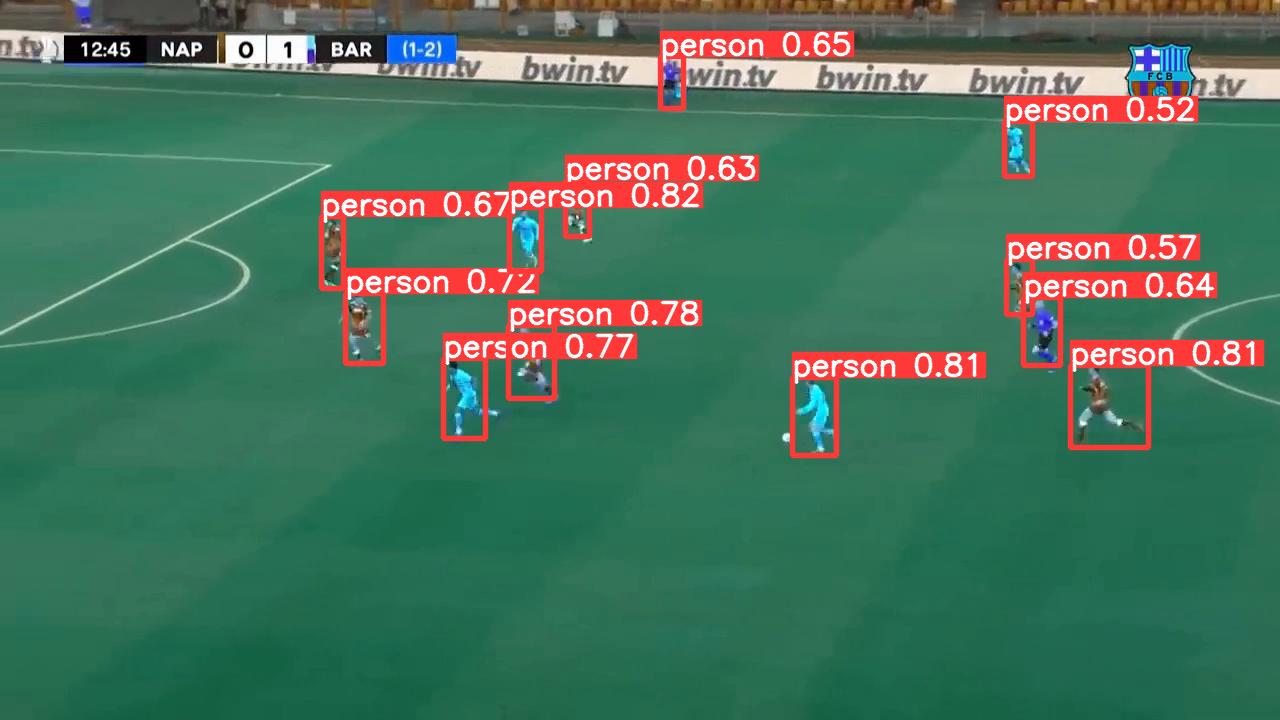 12:45 NAP 0 1 BAR (1-2)
person 0.65
bwin.tv bwin.tv bwin.tv bwin.tv
FCB
person 0.52
person 0.63
person 0.82
person 0.67
person 0.57
person 0.72
person 0.64
person 0.78
person 0.77
person 0.81
person 0.81